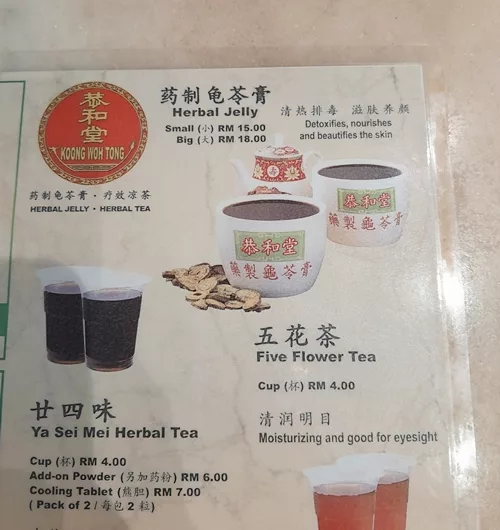 恭和堂
KOONG WOH TONG
药制龟苓膏·疗效凉茶
HERBAL JELLY · HERBAL TEA
药制龟苓膏
Herbal Jelly
Small (小) RM 15.00
Big (大) RM 18.00
清热排毒 滋肤养颜
Detoxifies, nourishes
and beautifies the skin
恭和堂
藥製龜苓膏
恭和堂
藥製龜苓膏
五花茶
Five Flower Tea
Cup (杯) RM 4.00
清润明目
Moisturizing and good for eyesight
廿四味
Ya Sei Mei Herbal Tea
Cup (杯) RM 4.00
Add-on Powder (另加药粉) RM 6.00
Cooling Tablet (熊胆) RM 7.00
( Pack of 2 / 每包 2 粒)